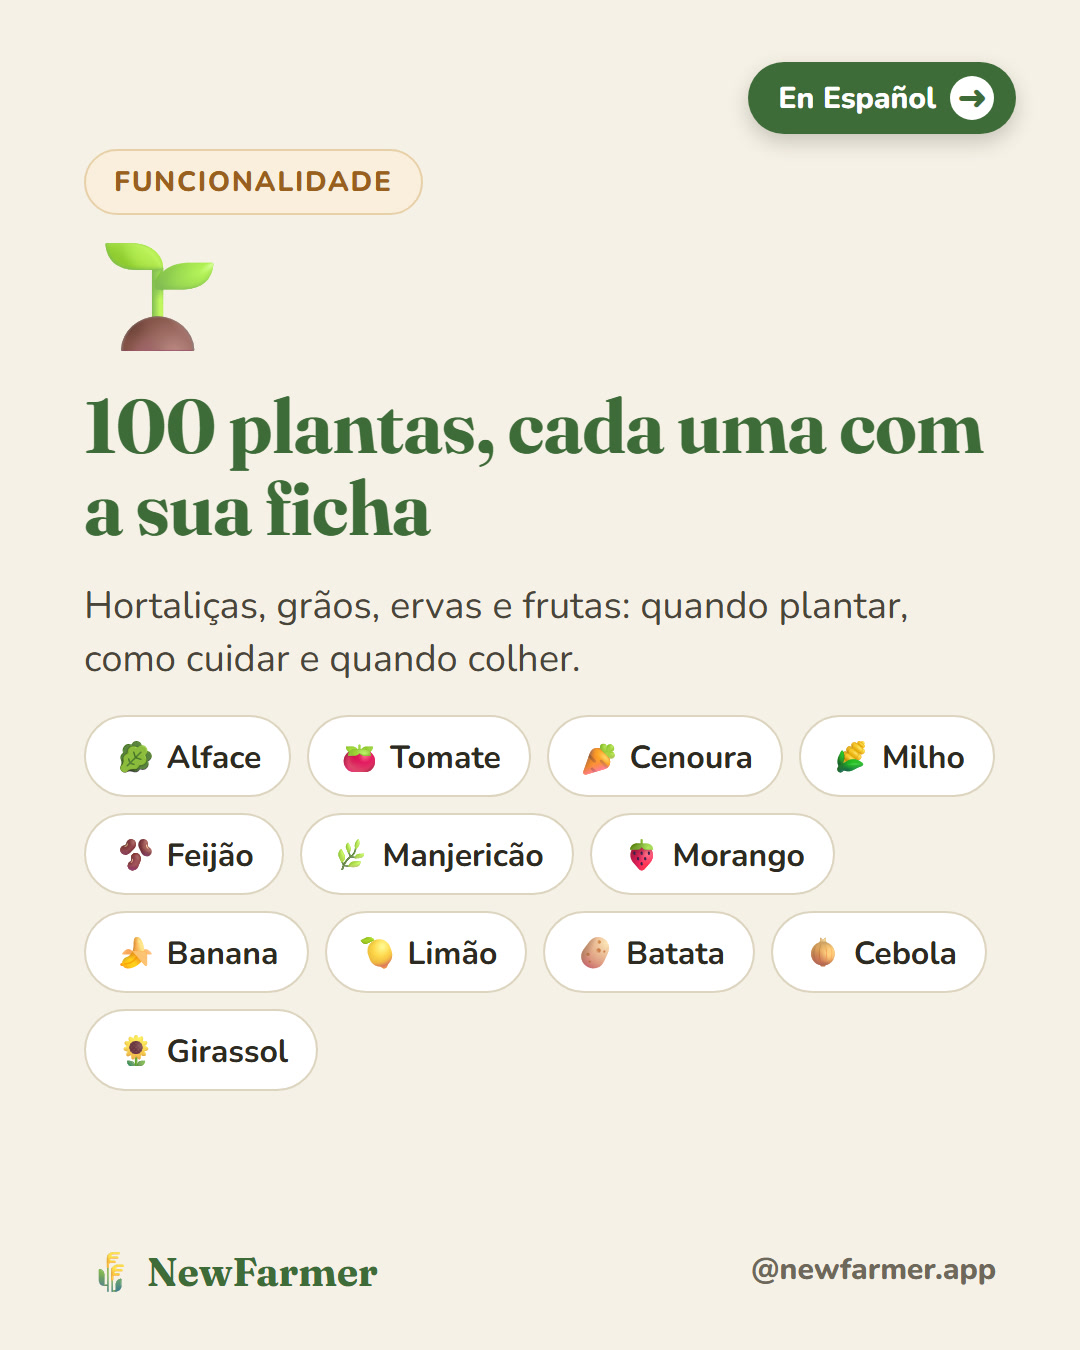 En Español
FUNCIONALIDADE
100 plantas, cada uma com
a sua ficha
Hortaliças, grãos, ervas e frutas: quando plantar,
como cuidar e quando colher.
Alface
Tomate
Cenoura
Milho
Feijão
Manjericão
Morango
Banana
Limão
Batata
Cebola
Girassol
NewFarmer
@newfarmer.app